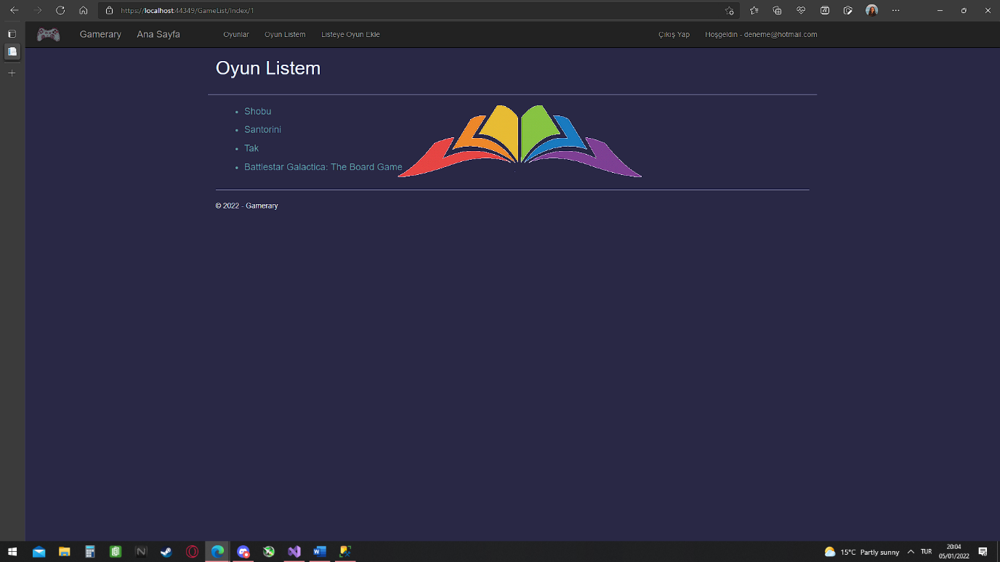 https://localhost:44349/GameList/Index/1
Gamerary Ana Sayfa Oyunlar Oyun Listem Listeye Oyun Ekle Çıkış Yap Hoşgeldin - deneme@hotmail.com
Oyun Listem
Shobu
Santorini
Tak
Battlestar Galactica: The Board Game
© 2022 - Gamerary
15°C Partly sunny TUR 20:04
05/01/2022